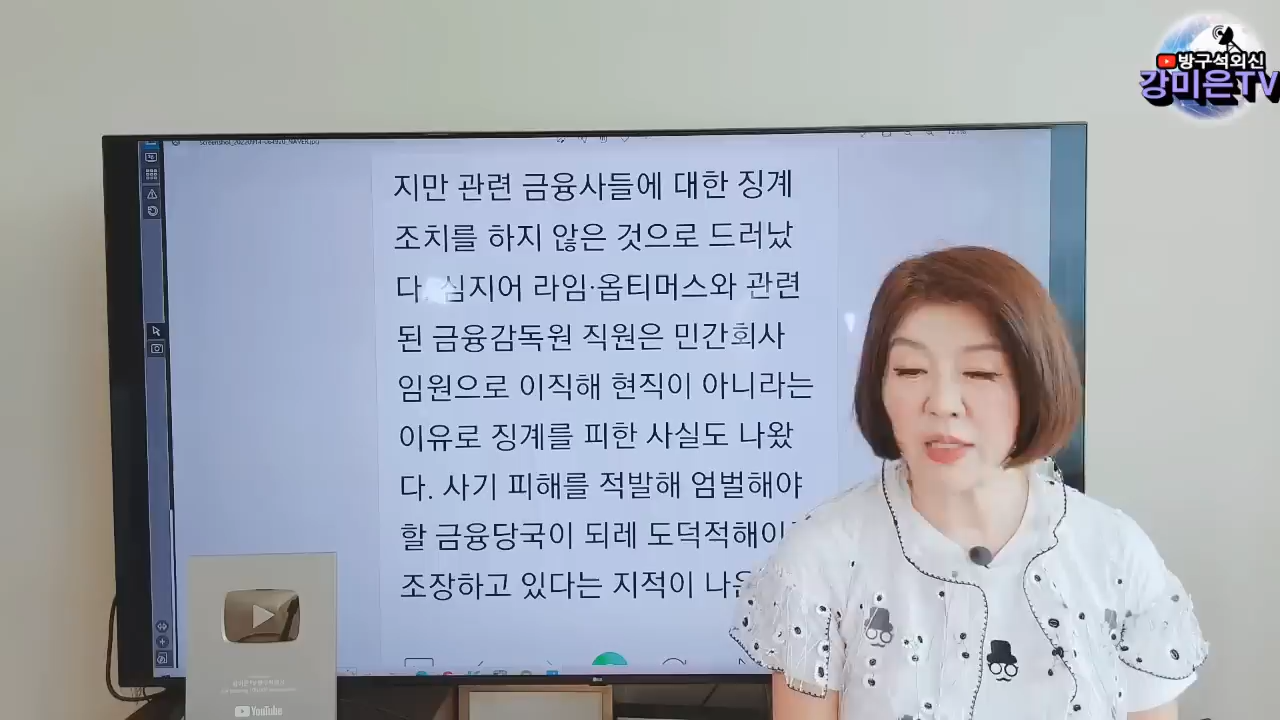 방구석외신
강미은TV
지만 관련 금융사들에 대한 징계
조치를 하지 않은 것으로 드러났
다. 심지어 라임·옵티머스와 관련
된 금융감독원 직원은 민간회사
임원으로 이직해 현직이 아니라는
이유로 징계를 피한 사실도 나왔
다. 사기 피해를 적발해 엄벌해야
할 금융당국이 되레 도덕적해이
조장하고 있다는 지적이
YouTube